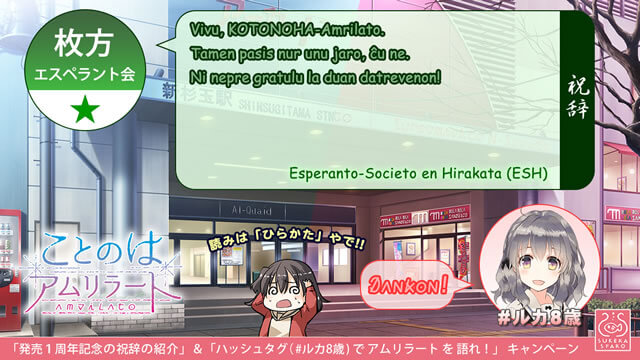 枚方
エスペラント会
Vivu, KOTONOHA-Amrilato.
Tamen pasis nur unu jaro, ĉu ne.
Ni nepre gratulu la duan datrevenon!
Esperanto-Societo en Hirakata (ESH)
祝辞
新杉玉駅 SHINSUGITAMA STN
Al-Quaid
読みは「ひらかた」やで!!
ことのは
アムリラート
AMRILATO
Dankon!
#ルカ8歳
SUKERA
SPARO
「発売1周年記念の祝辞の紹介」&「ハッシュタグ(#ルカ8歳)でアムリラートを語れ!」キャンペーン